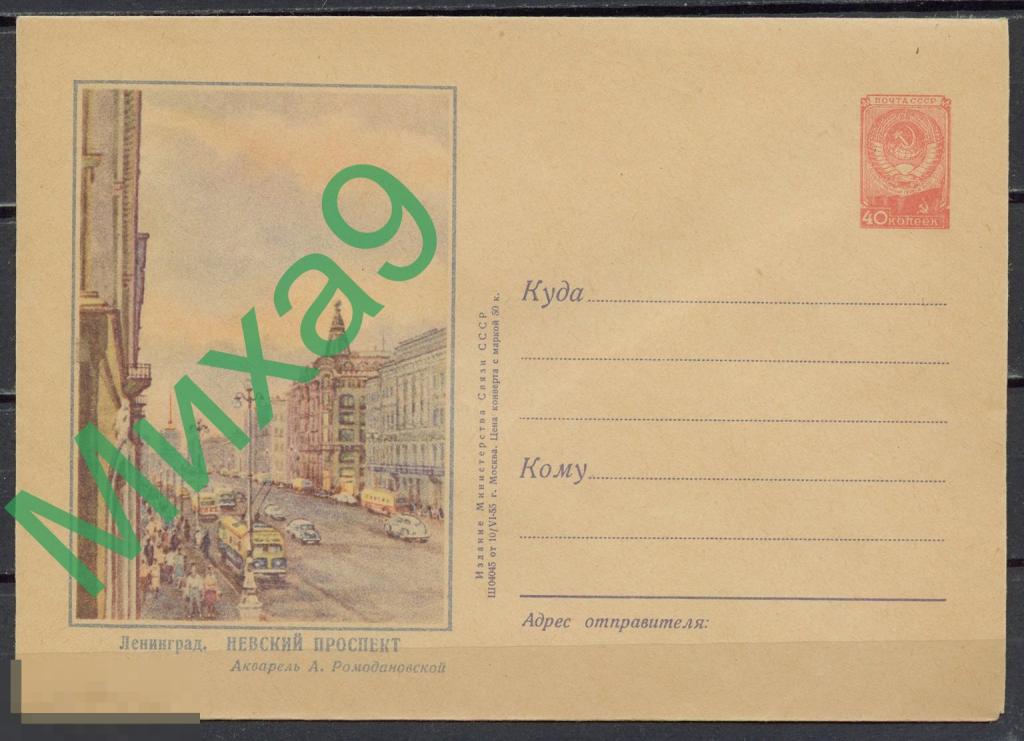 ПОЧТА СССР
40 КОПЕЕК
Миха9
Куда
Кому
Адрес отправителя:
Издание Министерства Связи СССР
Ш04045 от 10/VI-55 г. Москва. Цена конверта с маркой 50 к.
Ленинград. НЕВСКИЙ ПРОСПЕКТ
Акварель А. Ромодановской